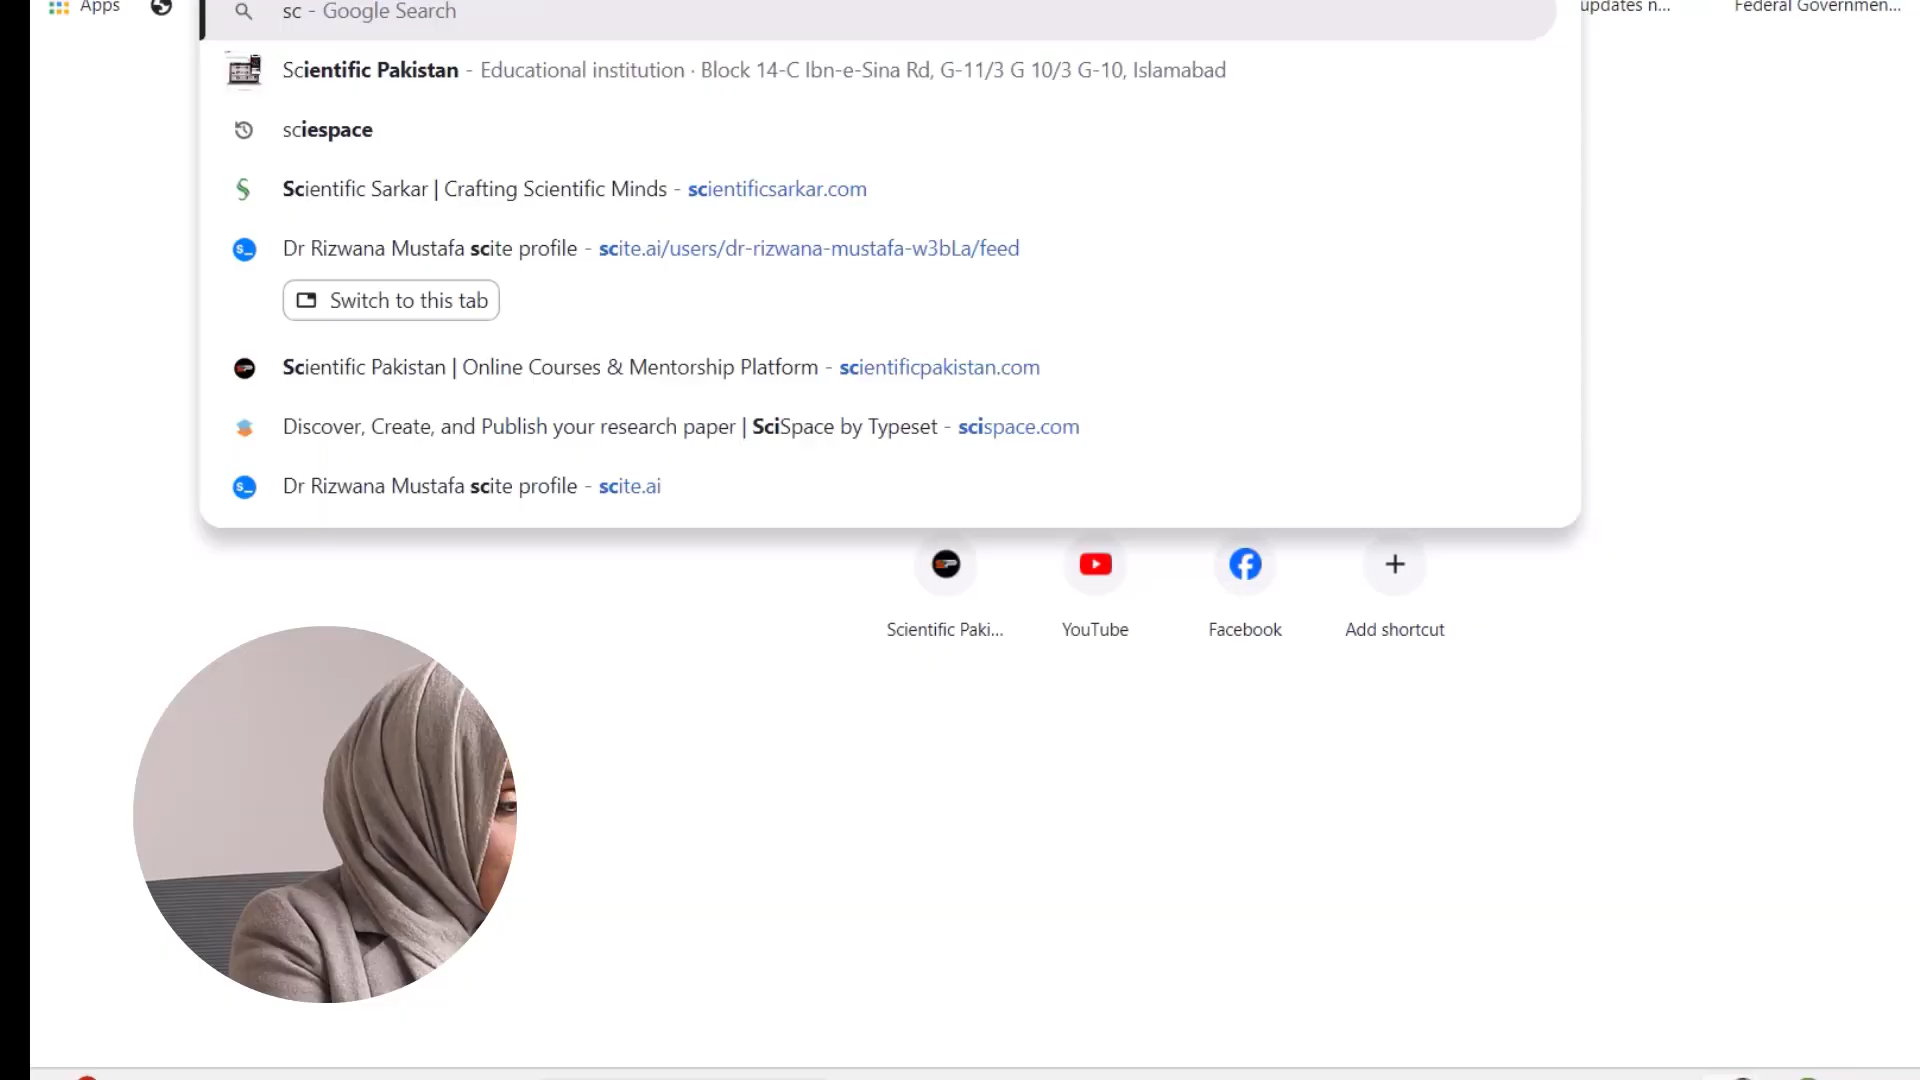 Apps
updates n...
Federal Governmen...
sc - Google Search
Scientific Pakistan - Educational institution · Block 14-C Ibn-e-Sina Rd, G-11/3 G 10/3 G-10, Islamabad
sciespace
Scientific Sarkar | Crafting Scientific Minds - scientificsarkar.com
Dr Rizwana Mustafa scite profile - scite.ai/users/dr-rizwana-mustafa-w3bLa/feed
Switch to this tab
Scientific Pakistan | Online Courses & Mentorship Platform - scientificpakistan.com
Discover, Create, and Publish your research paper | SciSpace by Typeset - scispace.com
Dr Rizwana Mustafa scite profile - scite.ai
Scientific Paki...
YouTube
Facebook
Add shortcut